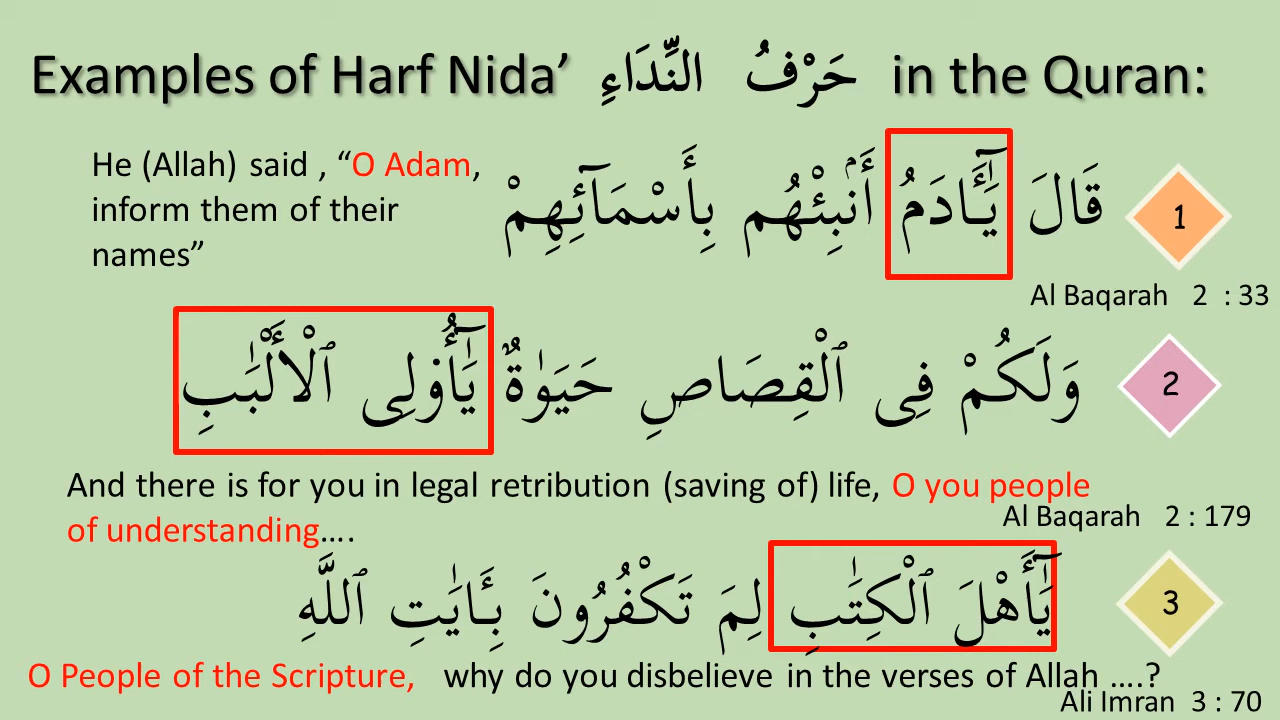 Examples of Harf Nida’ حَرْفُ النِّدَاءِ in the Quran:
He (Allah) said , “O Adam,
inform them of their
names”
قَالَ يَـٰٓـَٔادَمُ أَنۢبِئْهُم بِأَسْمَآئِهِمْ
1
Al Baqarah 2 : 33
وَلَكُمْ فِى ٱلْقِصَاصِ حَيَوٰةٌ يَـٰٓأُو۟لِى ٱلْأَلْبَـٰبِ
2
And there is for you in legal retribution (saving of) life, O you people
of understanding….
Al Baqarah 2 : 179
يَـٰٓأَهْلَ ٱلْكِتَـٰبِ لِمَ تَكْفُرُونَ بِـَٔايَـٰتِ ٱللَّهِ
3
O People of the Scripture, why do you disbelieve in the verses of Allah ….?
Ali Imran 3 : 70